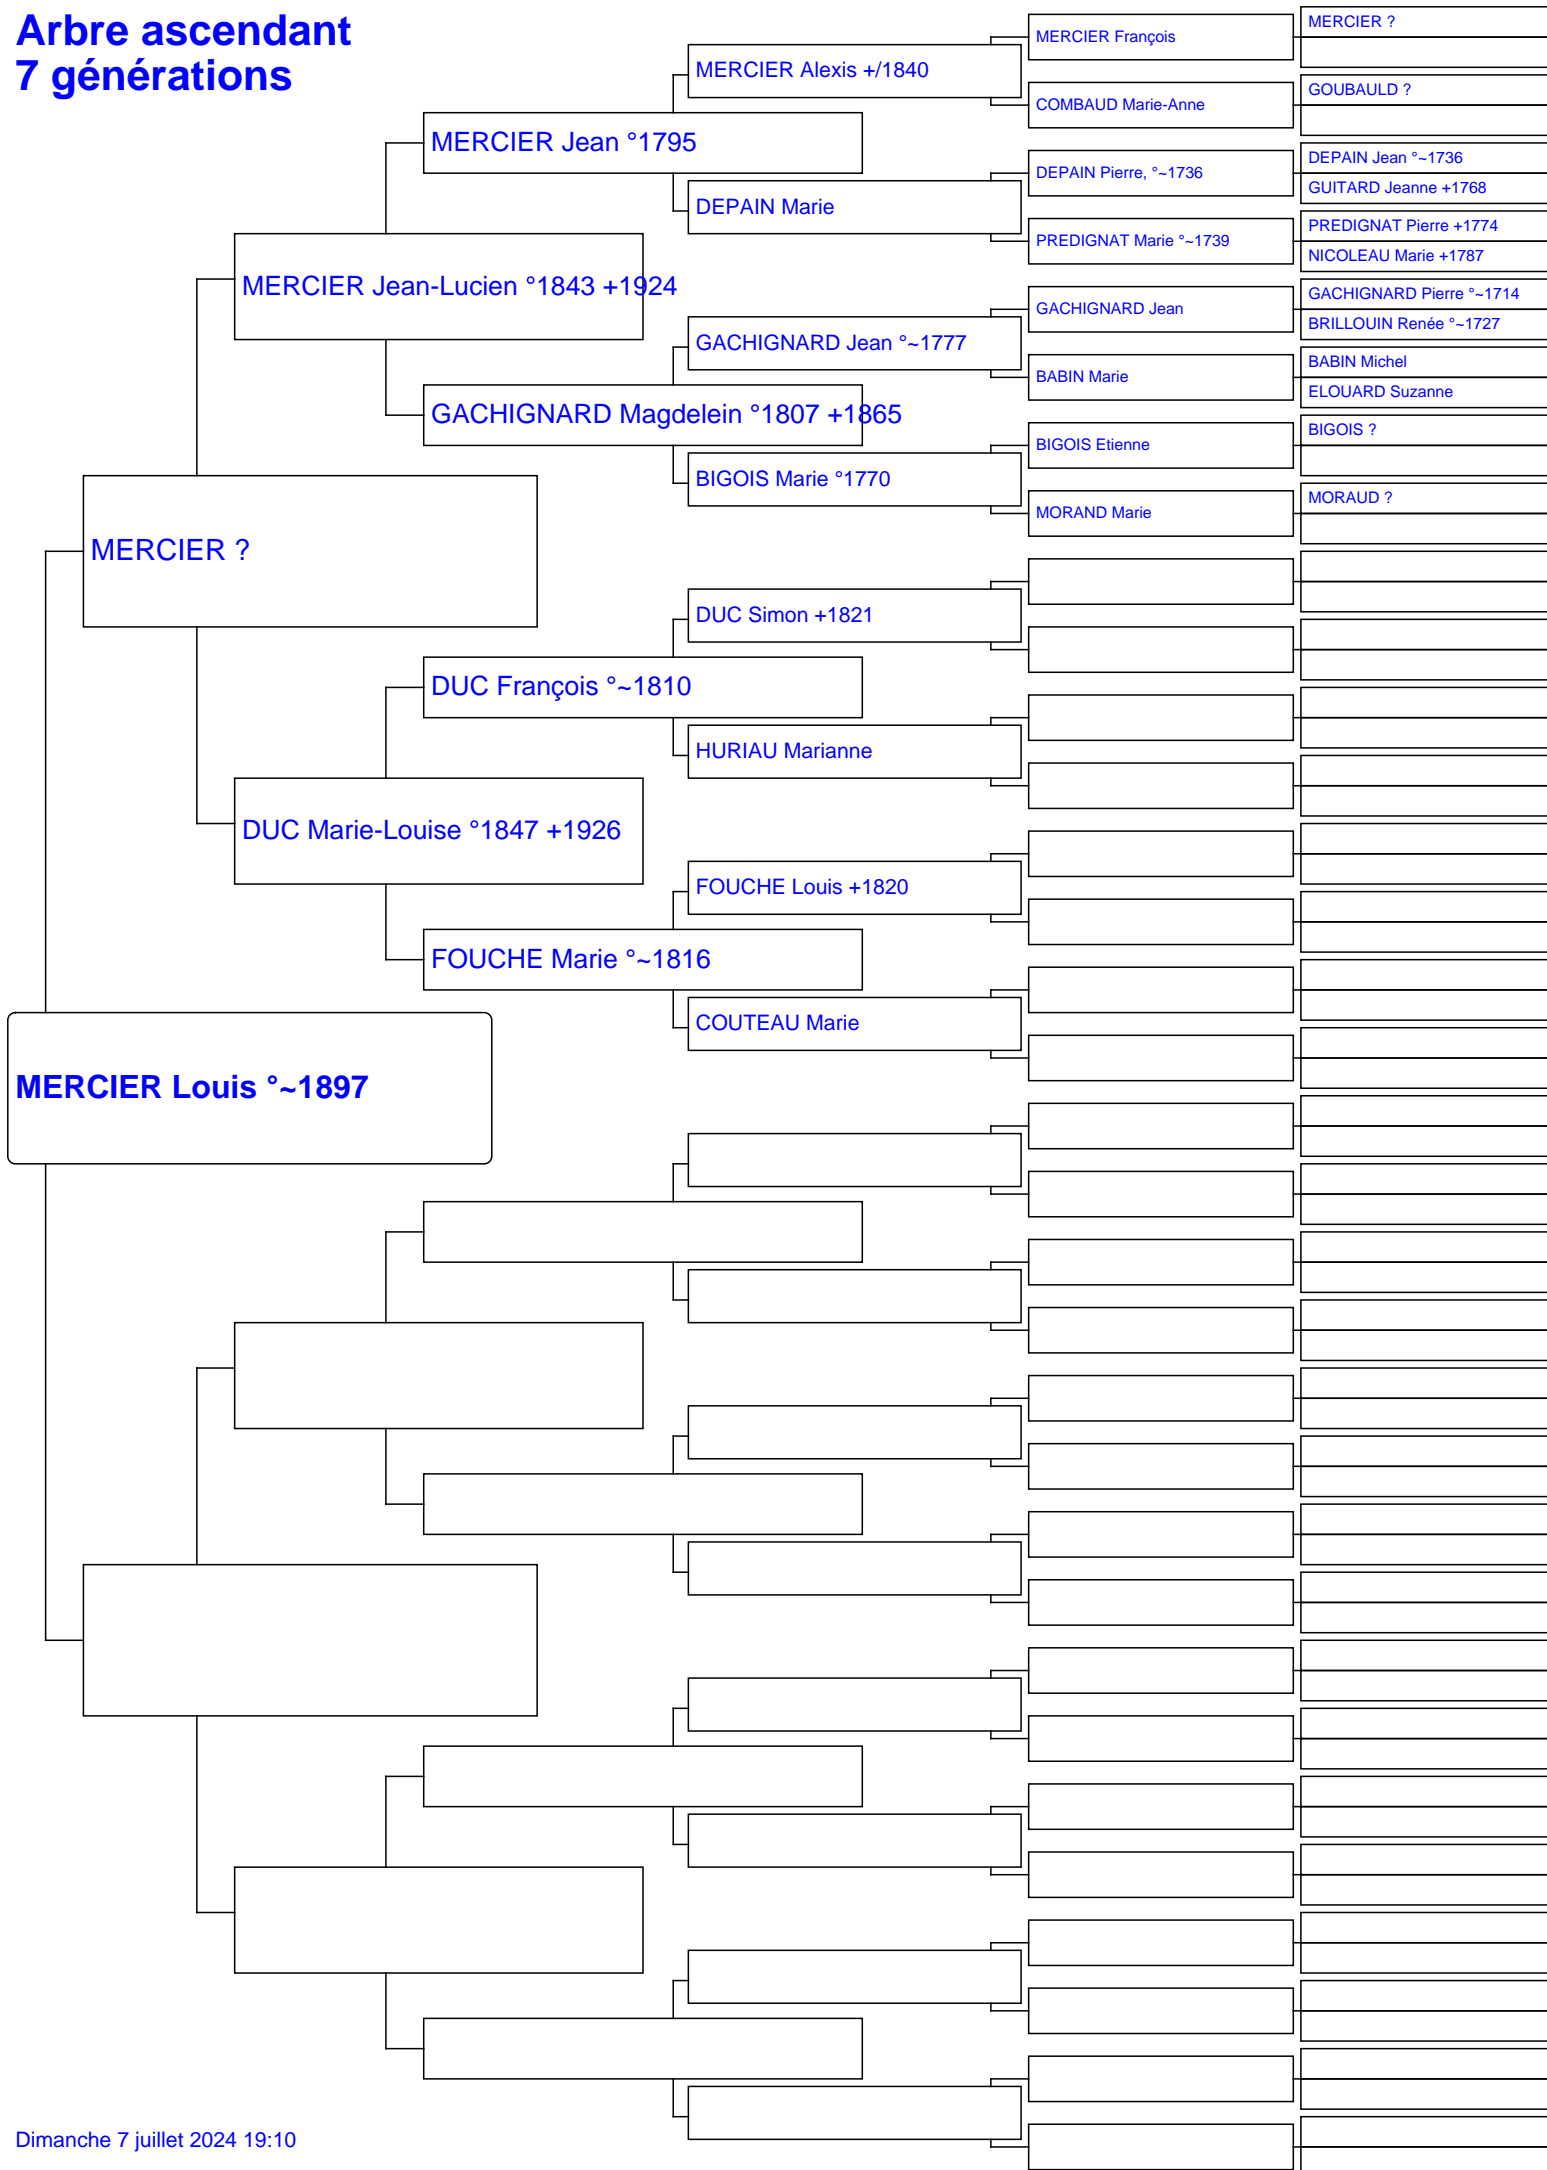 Arbre ascendant
7 générations
MERCIER Louis °~1897
MERCIER ?
MERCIER Jean-Lucien °1843 +1924
DUC Marie-Louise °1847 +1926
MERCIER Jean °1795
GACHIGNARD Magdelein °1807 +1865
DUC François °~1810
FOUCHE Marie °~1816
MERCIER Alexis +/1840
DEPAIN Marie
GACHIGNARD Jean °~1777
BIGOIS Marie °1770
DUC Simon +1821
HURIAU Marianne
FOUCHE Louis +1820
COUTEAU Marie
MERCIER François
COMBAUD Marie-Anne
DEPAIN Pierre, °~1736
PREDIGNAT Marie °~1739
GACHIGNARD Jean
BABIN Marie
BIGOIS Etienne
MORAND Marie
MERCIER ?
GOUBAULD ?
DEPAIN Jean °~1736
GUITARD Jeanne +1768
PREDIGNAT Pierre +1774
NICOLEAU Marie +1787
GACHIGNARD Pierre °~1714
BRILLOUIN Renée °~1727
BABIN Michel
ELOUARD Suzanne
BIGOIS ?
MORAUD ?
Dimanche 7 juillet 2024 19:10